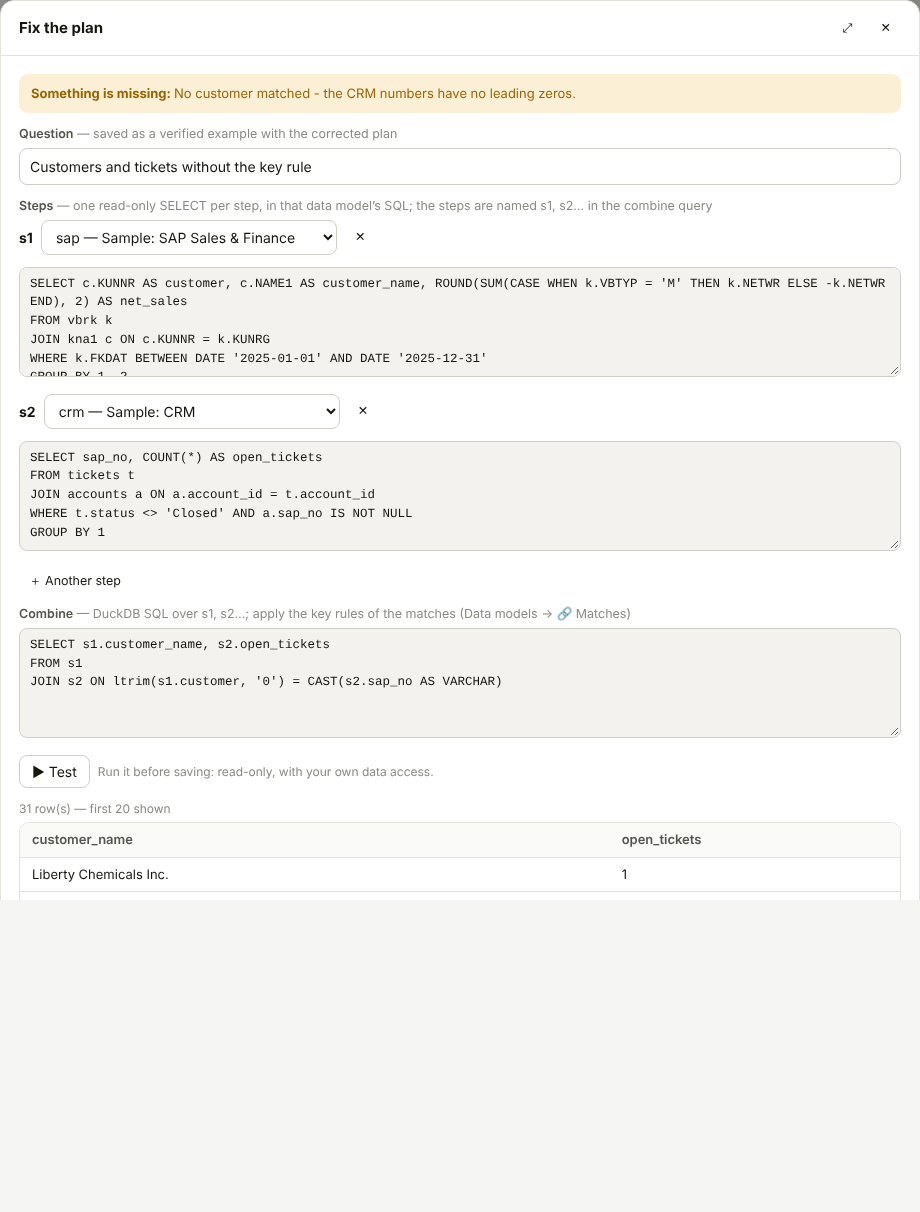 Fix the plan
Something is missing: No customer matched - the CRM numbers have no leading zeros.
Question — saved as a verified example with the corrected plan
Customers and tickets without the key rule
Steps — one read-only SELECT per step, in that data model’s SQL; the steps are named s1, s2… in the combine query
s1 sap — Sample: SAP Sales & Finance ✕
SELECT c.KUNNR AS customer, c.NAME1 AS customer_name, ROUND(SUM(CASE WHEN k.VBTYP = 'M' THEN k.NETWR ELSE -k.NETWR
END), 2) AS net_sales
FROM vbrk k
JOIN kna1 c ON c.KUNNR = k.KUNRG
WHERE k.FKDAT BETWEEN DATE '2025-01-01' AND DATE '2025-12-31'
GROUP BY 1, 2
s2 crm — Sample: CRM ✕
SELECT sap_no, COUNT(*) AS open_tickets
FROM tickets t
JOIN accounts a ON a.account_id = t.account_id
WHERE t.status <> 'Closed' AND a.sap_no IS NOT NULL
GROUP BY 1
+ Another step
Combine — DuckDB SQL over s1, s2…; apply the key rules of the matches (Data models → 🔗 Matches)
SELECT s1.customer_name, s2.open_tickets
FROM s1
JOIN s2 ON ltrim(s1.customer, '0') = CAST(s2.sap_no AS VARCHAR)
▶ Test Run it before saving: read-only, with your own data access.
31 row(s) — first 20 shown
customer_name open_tickets
Liberty Chemicals Inc. 1